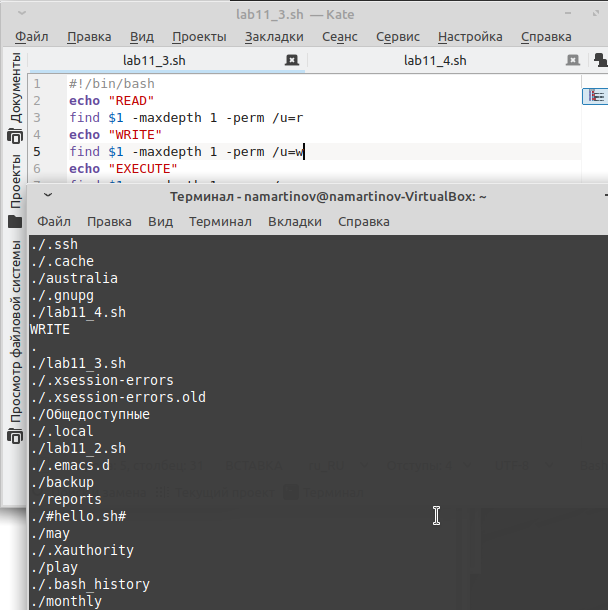 lab11_3.sh — Kate
Файл Правка Вид Проекты Закладки Сеанс Сервис Настройка Справка
lab11_3.sh lab11_4.sh
Документы
Проекты
Просмотр файловой системы
1 #!/bin/bash
2 echo "READ"
3 find $1 -maxdepth 1 -perm /u=r
4 echo "WRITE"
5 find $1 -maxdepth 1 -perm /u=w
6 echo "EXECUTE"
Терминал - namartinov@namartinov-VirtualBox: ~
Файл Правка Вид Терминал Вкладки Справка
./.ssh
./.cache
./australia
./.gnupg
./lab11_4.sh
WRITE
.
./lab11_3.sh
./.xsession-errors
./.xsession-errors.old
./Общедоступные
./.local
./lab11_2.sh
./.emacs.d
./backup
./reports
./#hello.sh#
./may
./.Xauthority
./play
./.bash_history
./monthly